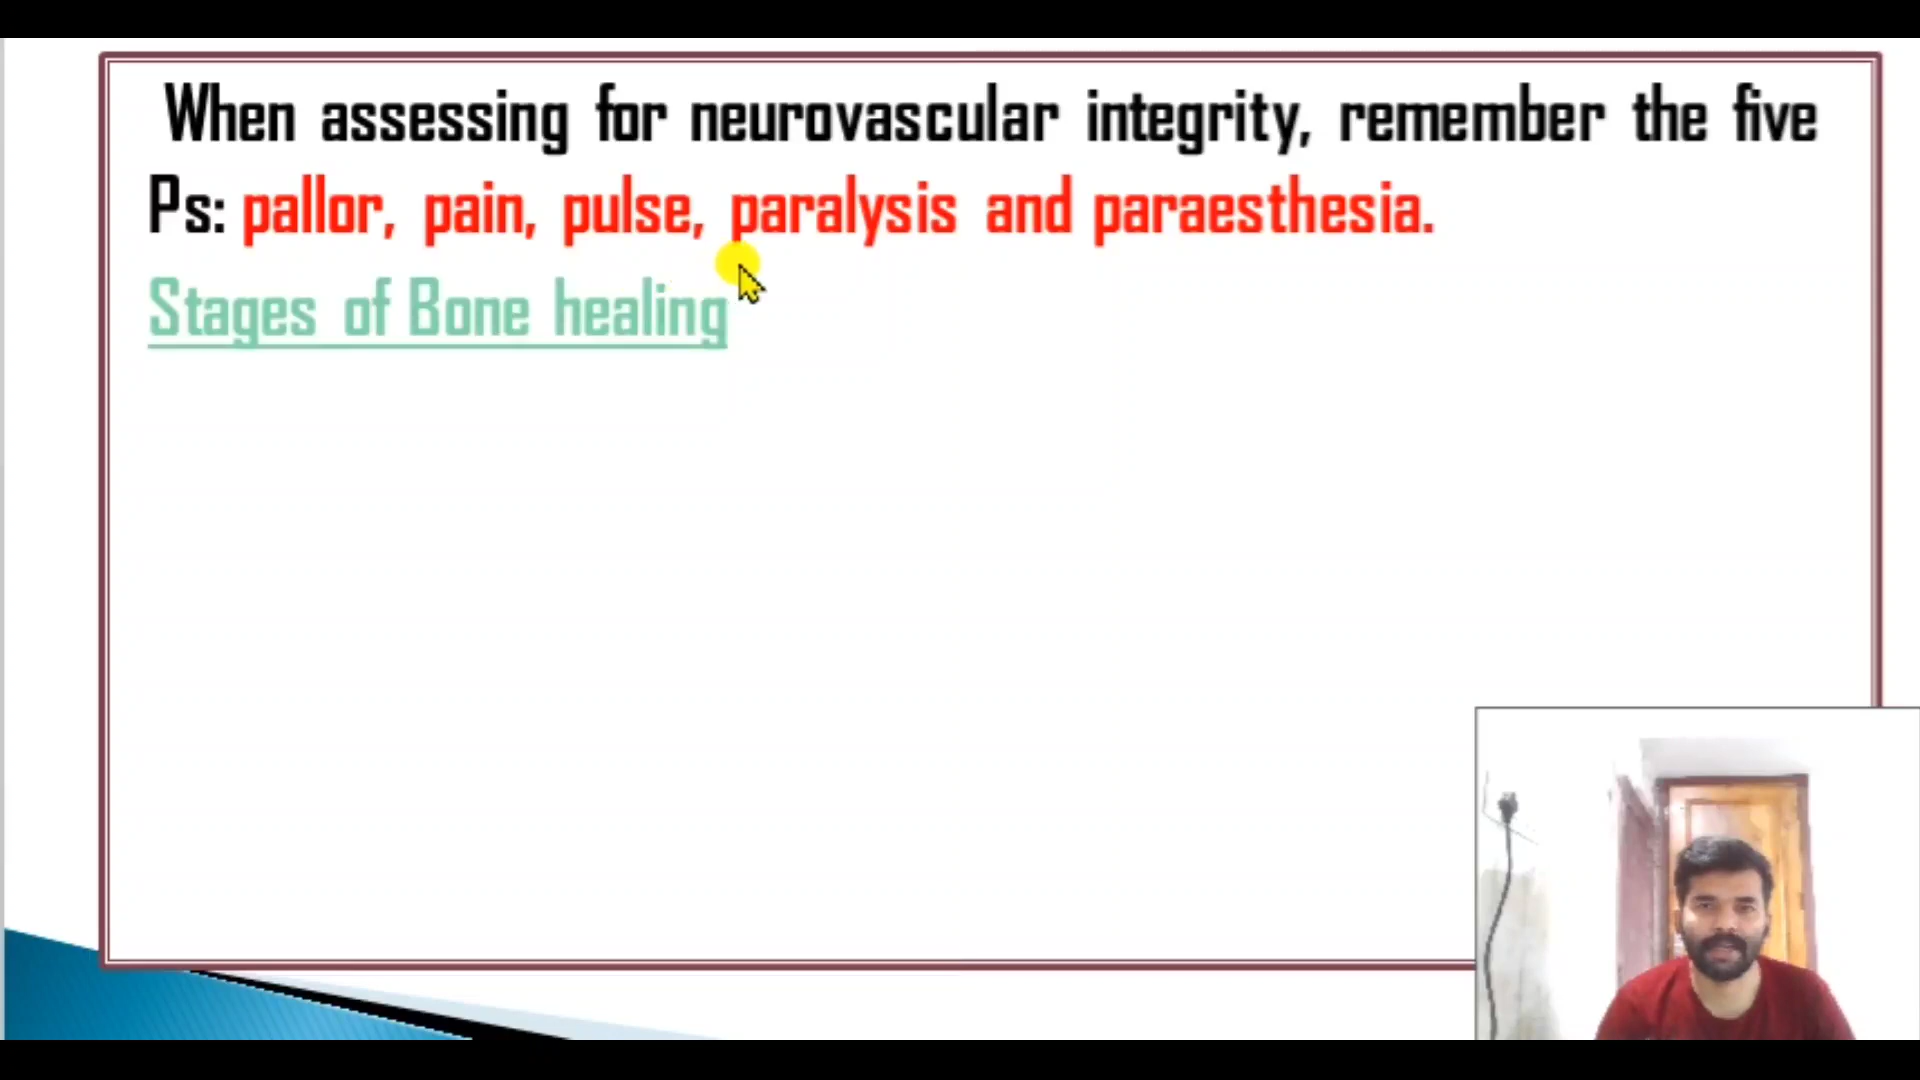 When assessing for neurovascular integrity, remember the five
Ps: pallor, pain, pulse, paralysis and paraesthesia.
Stages of Bone healing